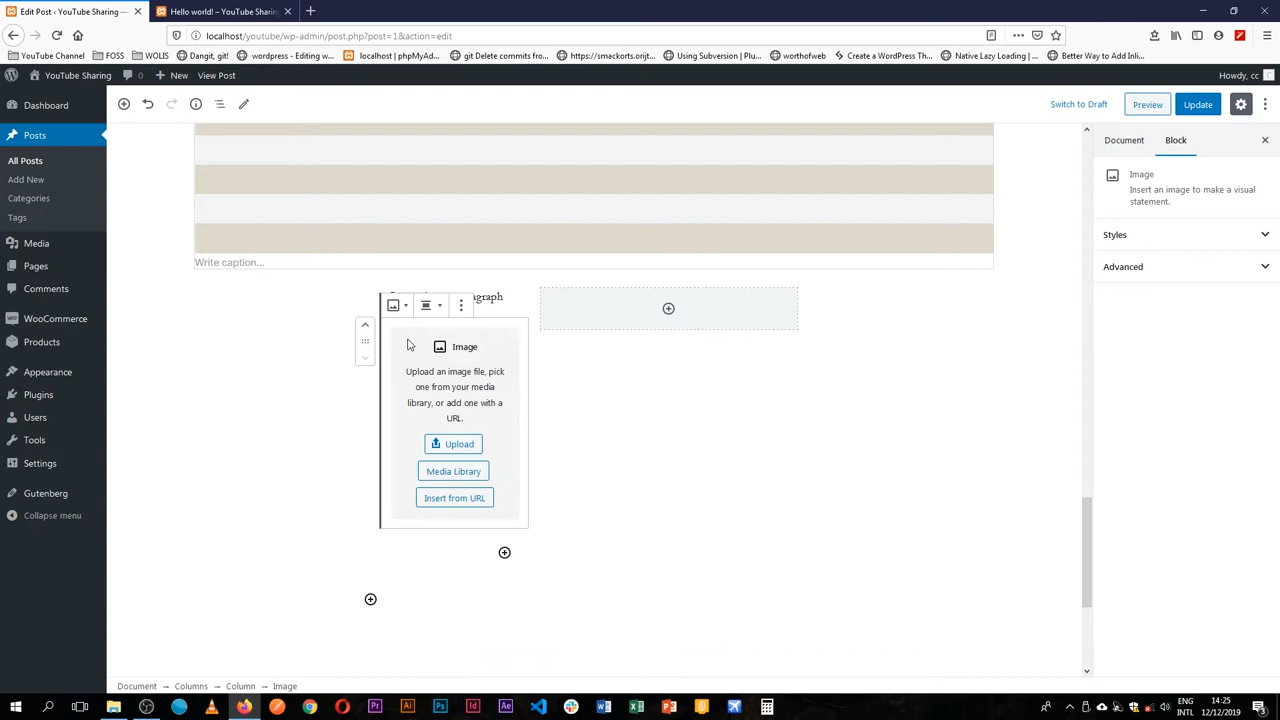 Edit Post ‹ YouTube Sharing —
Hello world! – YouTube Sharing
localhost/youtube/wp-admin/post.php?post=1&action=edit
YouTube Channel
FOSS
WOLIS
Dangit, git!
wordpress - Editing w...
localhost | phpMyAd...
git Delete commits fro...
https://smackorts.orijt...
Using Subversion | Plu...
worthofweb
Create a WordPress Th...
Native Lazy Loading |...
Better Way to Add Inli...
YouTube Sharing
0
New
View Post
Howdy, cc
Dashboard
Posts
All Posts
Add New
Categories
Tags
Media
Pages
Comments
WooCommerce
Products
Appearance
Plugins
Users
Tools
Settings
Gutenberg
Collapse menu
Switch to Draft
Preview
Update
Write caption...
agraph
Image
Upload an image file, pick
one from your media
library, or add one with a
URL.
Upload
Media Library
Insert from URL
Document
Block
Image
Insert an image to make a visual
statement.
Styles
Advanced
Document → Columns → Column → Image
ENG
INTL
14:25
12/12/2019